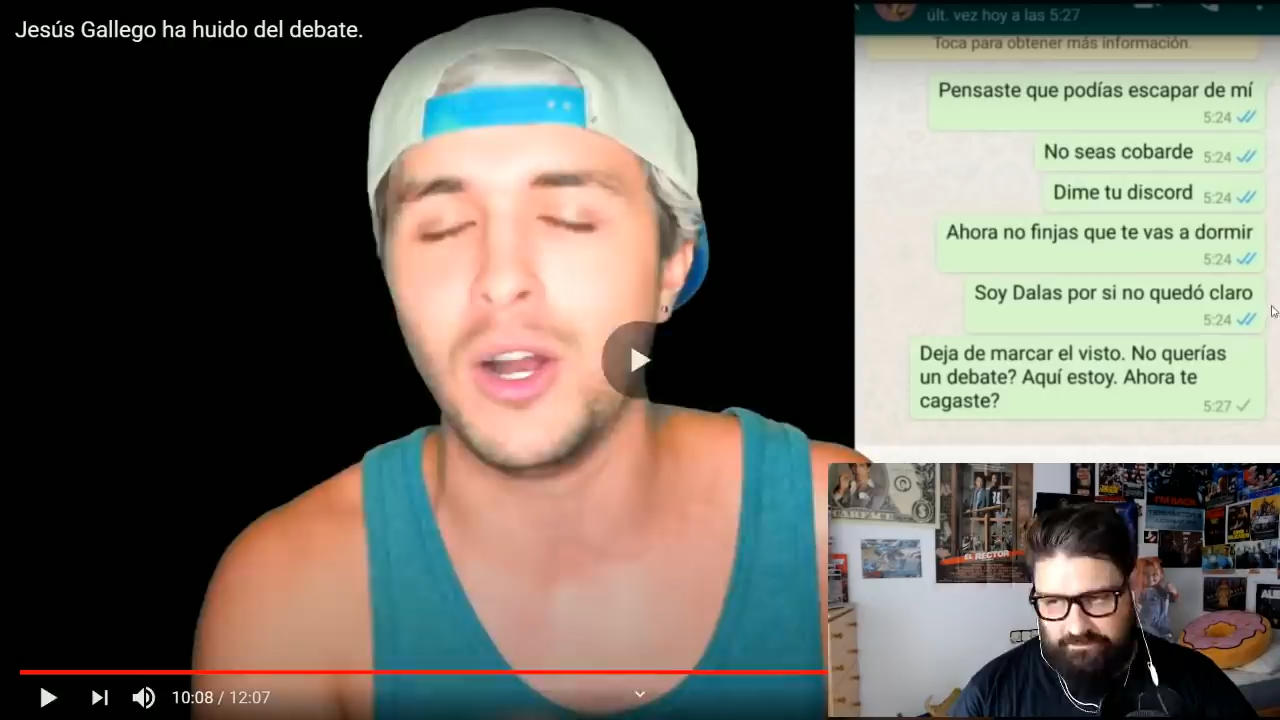 Jesús Gallego ha huido del debate.
últ. vez hoy a las 5:27
Toca para obtener más información.
Pensaste que podías escapar de mí
5:24
No seas cobarde 5:24
Dime tu discord 5:24
Ahora no finjas que te vas a dormir
5:24
Soy Dalas por si no quedó claro
5:24
Deja de marcar el visto. No querías
un debate? Aquí estoy. Ahora te
cagaste?
5:27
SCARFACE
EL RECTOR
I'M BACK
10:08 / 12:07